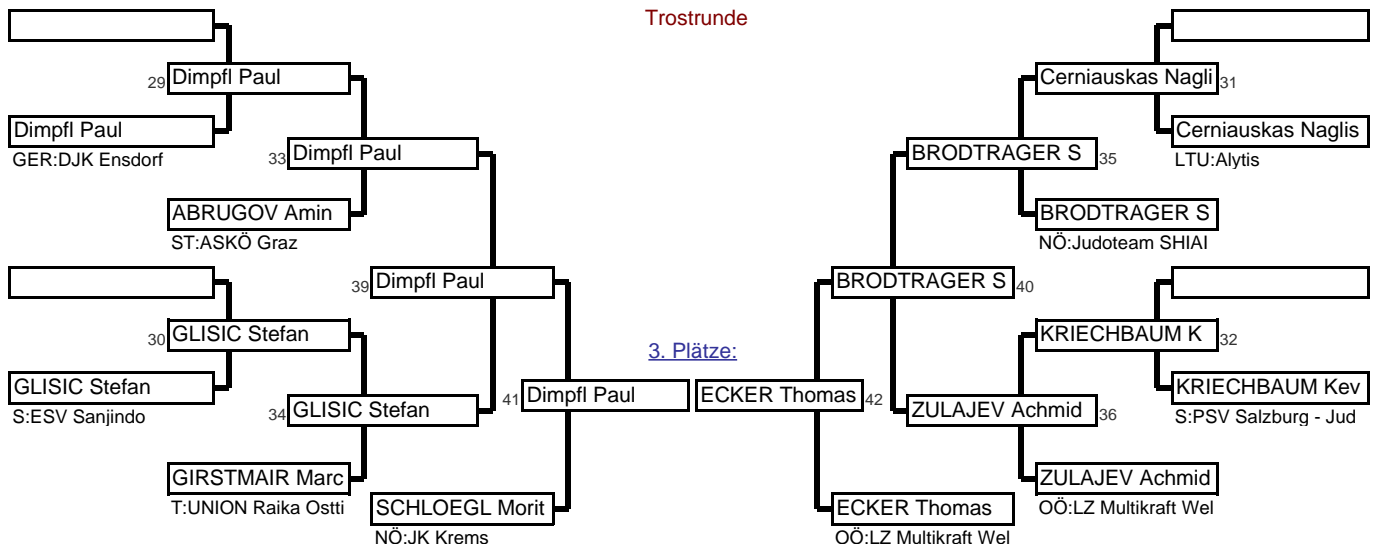 Trostrunde
29 Dimpfl Paul
Cerniauskas Nagli 31
Dimpfl Paul
GER:DJK Ensdorf
Cerniauskas Naglis
LTU:Alytis
33 Dimpfl Paul
BRODTRAGER S 35
ABRUGOV Amin
ST:ASKÖ Graz
BRODTRAGER S
NÖ:Judoteam SHIAI
39 Dimpfl Paul
BRODTRAGER S 40
30 GLISIC Stefan
KRIECHBAUM K 32
3. Plätze:
GLISIC Stefan
S:ESV Sanjindo
KRIECHBAUM Kev
S:PSV Salzburg - Jud
41 Dimpfl Paul
ECKER Thomas 42
34 GLISIC Stefan
ZULAJEV Achmid 36
GIRSTMAIR Marc
T:UNION Raika Ostti
ZULAJEV Achmid
OÖ:LZ Multikraft Wel
SCHLOEGL Morit
NÖ:JK Krems
ECKER Thomas
OÖ:LZ Multikraft Wel